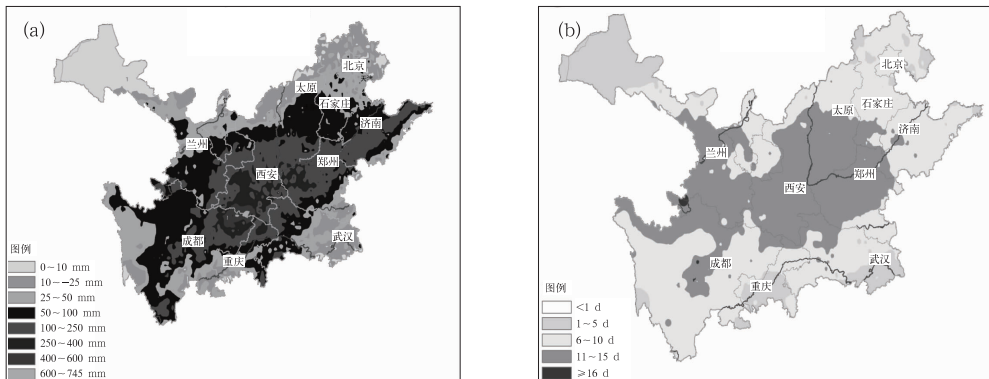 (a)
北京
太原
石家庄
济南
兰州
郑州
西安
成都
武汉
重庆
图例
0~10 mm
10~-25 mm
25~50 mm
50~100 mm
100~250 mm
250~400 mm
400~600 mm
600~745 mm
(b)
北京
太原
石家庄
济南
兰州
郑州
西安
成都
武汉
重庆
图例
<1 d
1~5 d
6~10 d
11~15 d
≥16 d